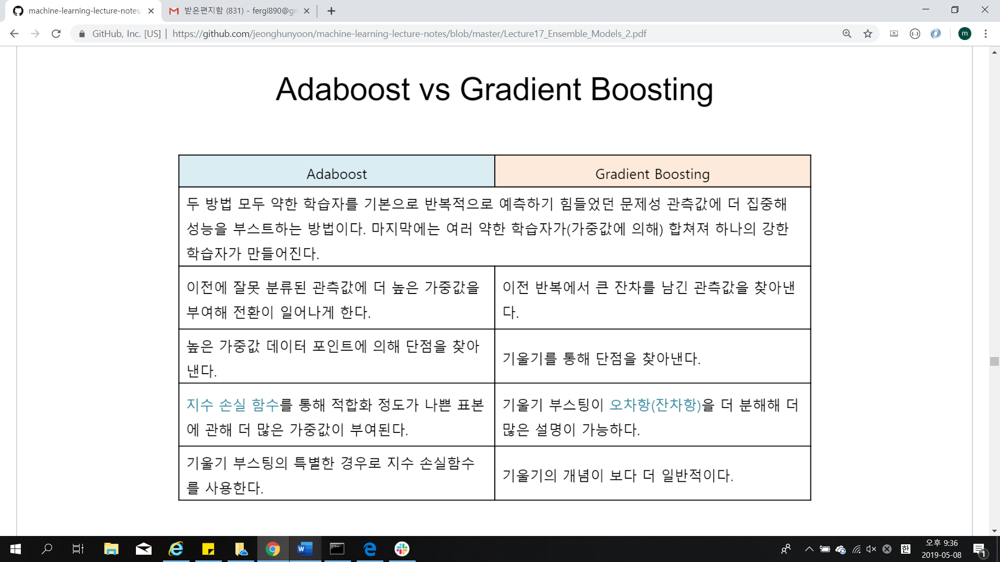 machine-learning-lecture-notes/
받은편지함 (831) - fergi890@gm
GitHub, Inc. [US] | https://github.com/jeonghunyoon/machine-learning-lecture-notes/blob/master/Lecture17_Ensemble_Models_2.pdf
m
Adaboost vs Gradient Boosting
Adaboost
Gradient Boosting
두 방법 모두 약한 학습자를 기본으로 반복적으로 예측하기 힘들었던 문제성 관측값에 더 집중해
성능을 부스트하는 방법이다. 마지막에는 여러 약한 학습자가(가중값에 의해) 합쳐져 하나의 강한
학습자가 만들어진다.
이전에 잘못 분류된 관측값에 더 높은 가중값을
부여해 전환이 일어나게 한다.
이전 반복에서 큰 잔차를 남긴 관측값을 찾아낸
다.
높은 가중값 데이터 포인트에 의해 단점을 찾아
낸다.
기울기를 통해 단점을 찾아낸다.
지수 손실 함수를 통해 적합화 정도가 나쁜 표본
에 관해 더 많은 가중값이 부여된다.
기울기 부스팅이 오차항(잔차항)을 더 분해해 더
많은 설명이 가능하다.
기울기 부스팅의 특별한 경우로 지수 손실함수
를 사용한다.
기울기의 개념이 보다 더 일반적이다.
한
오후 9:36
2019-05-08
1